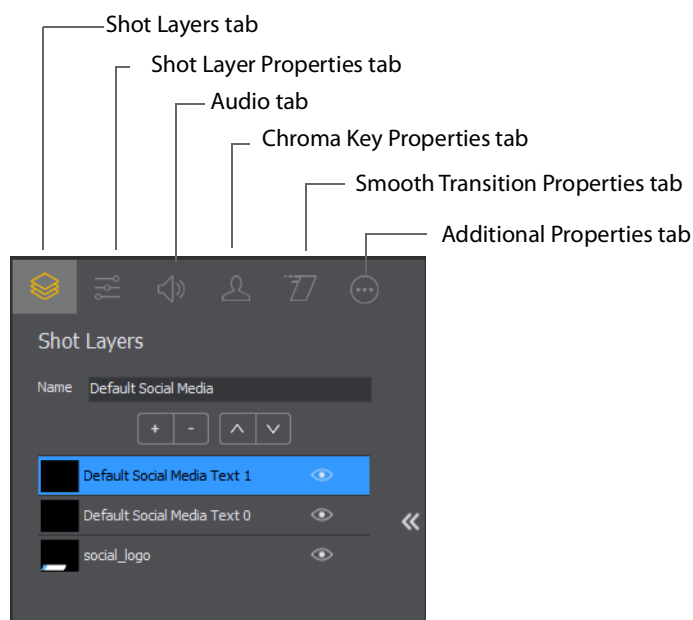 Shot Layers tab
Shot Layer Properties tab
Audio tab
Chroma Key Properties tab
Smooth Transition Properties tab
Additional Properties tab
Shot Layers
Name Default Social Media
+ -
Default Social Media Text 1
Default Social Media Text 0
social_logo